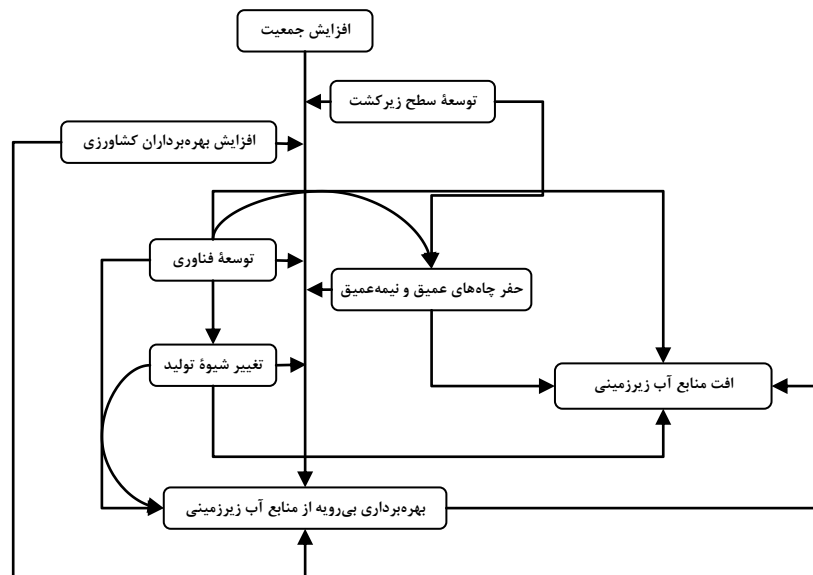 افزایش جمعیت
توسعهٔ سطح زیرکشت
افزایش بهره‌برداران کشاورزی
توسعهٔ فناوری
حفر چاه‌های عمیق و نیمه‌عمیق
تغییر شیوهٔ تولید
افت منابع آب زیرزمینی
بهره‌برداری بی‌رویه از منابع آب زیرزمینی